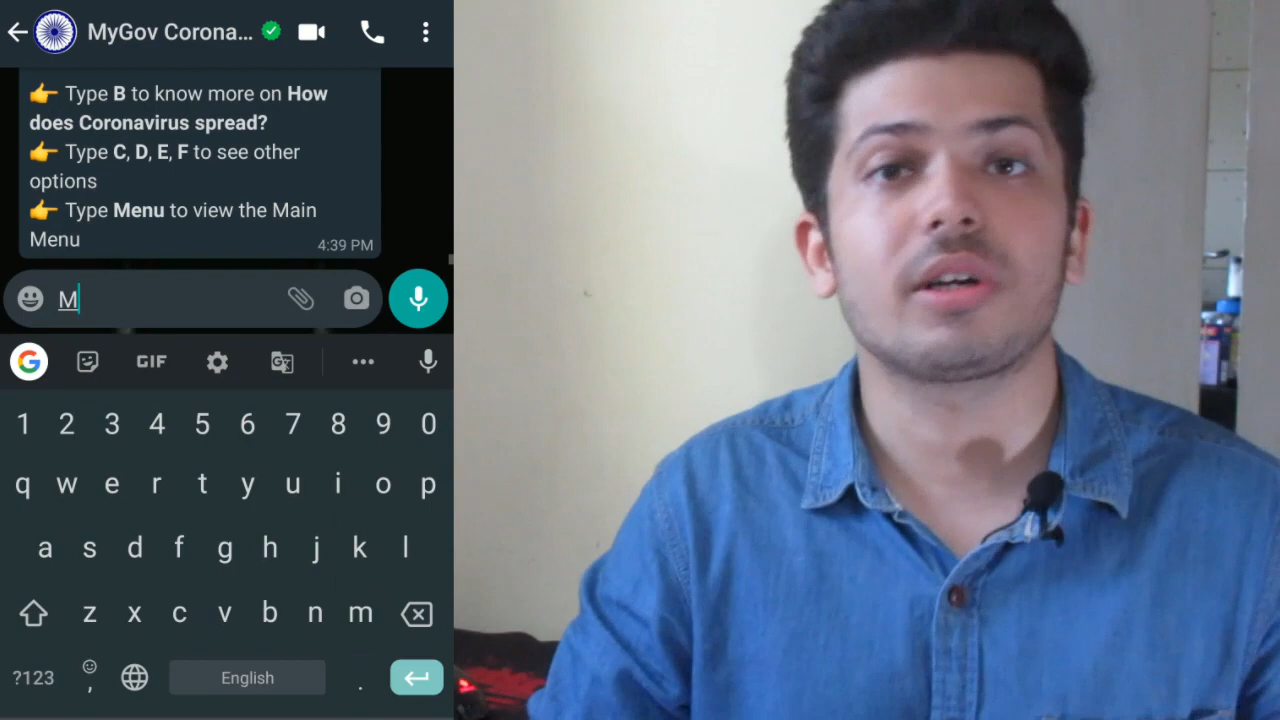 MyGov Corona...
👉 Type B to know more on How
does Coronavirus spread?
👉 Type C, D, E, F to see other
options
👉 Type Menu to view the Main
Menu
4:39 PM
M
G GIF
1 2 3 4 5 6 7 8 9 0
q w e r t y u i o p
a s d f g h j k l
z x c v b n m
?123 , English .